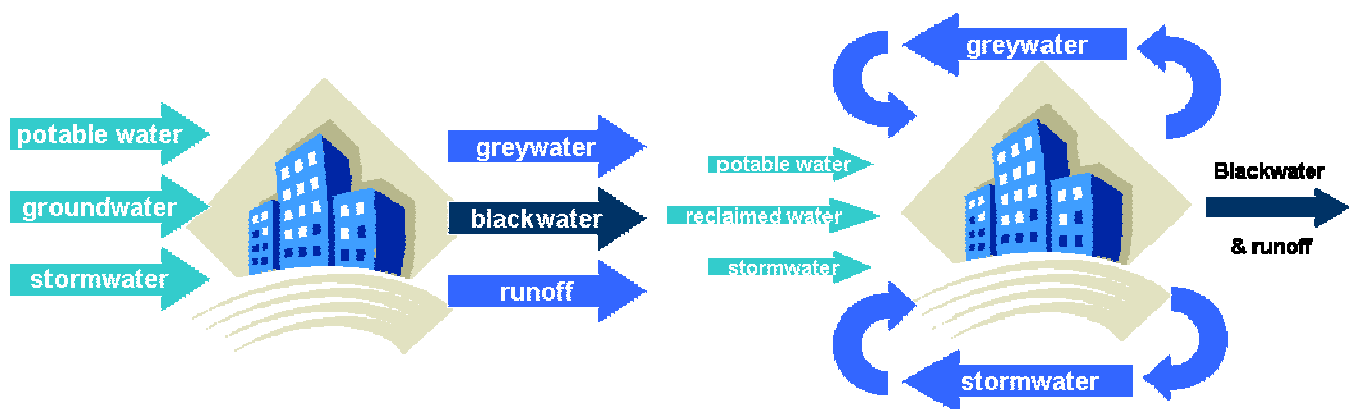 potable water
groundwater
stormwater
greywater
blackwater
runoff
greywater
potable water
reclaimed water
stormwater
stormwater
Blackwater
& runoff